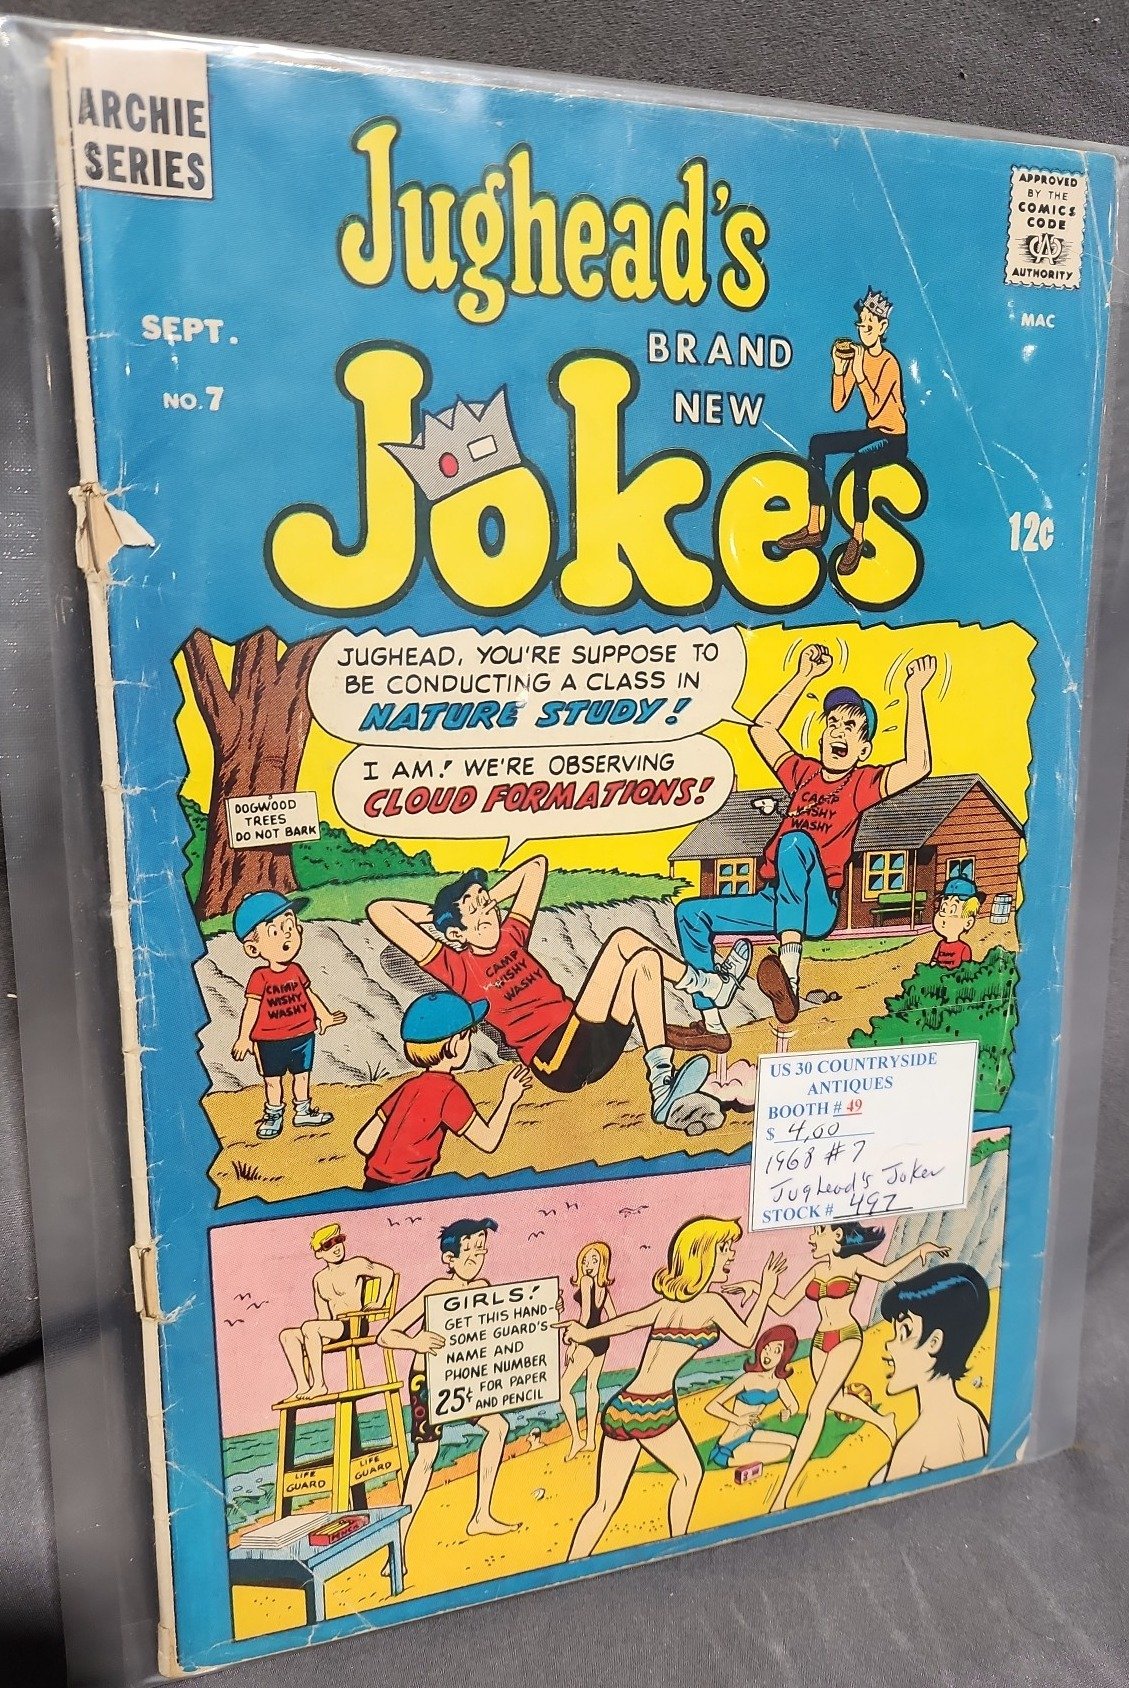 ARCHIE
SERIES
Jughead's
SEPT.
NO. 7
BRAND
NEW
Jokes
APPROVED
BY THE
COMICS
CODE
CA
AUTHORITY
MAC
12¢
JUGHEAD, YOU'RE SUPPOSE TO
BE CONDUCTING A CLASS IN
NATURE STUDY!
I AM! WE'RE OBSERVING
CLOUD FORMATIONS!
DOGWOOD
TREES
DO NOT BARK
CAMP
WISHY
WASHY
CAMP
WISHY
WASHY
CAMP
WISHY
WASHY
US 30 COUNTRYSIDE
ANTIQUES
BOOTH # 49
$ 4,00
1968 #7
Jughead's Jokes
STOCK # 497
GIRLS!
GET THIS HAND-
SOME GUARD'S
NAME AND
PHONE NUMBER
25¢ FOR PAPER
AND PENCIL
LIFE
GUARD
LIFE
GUARD